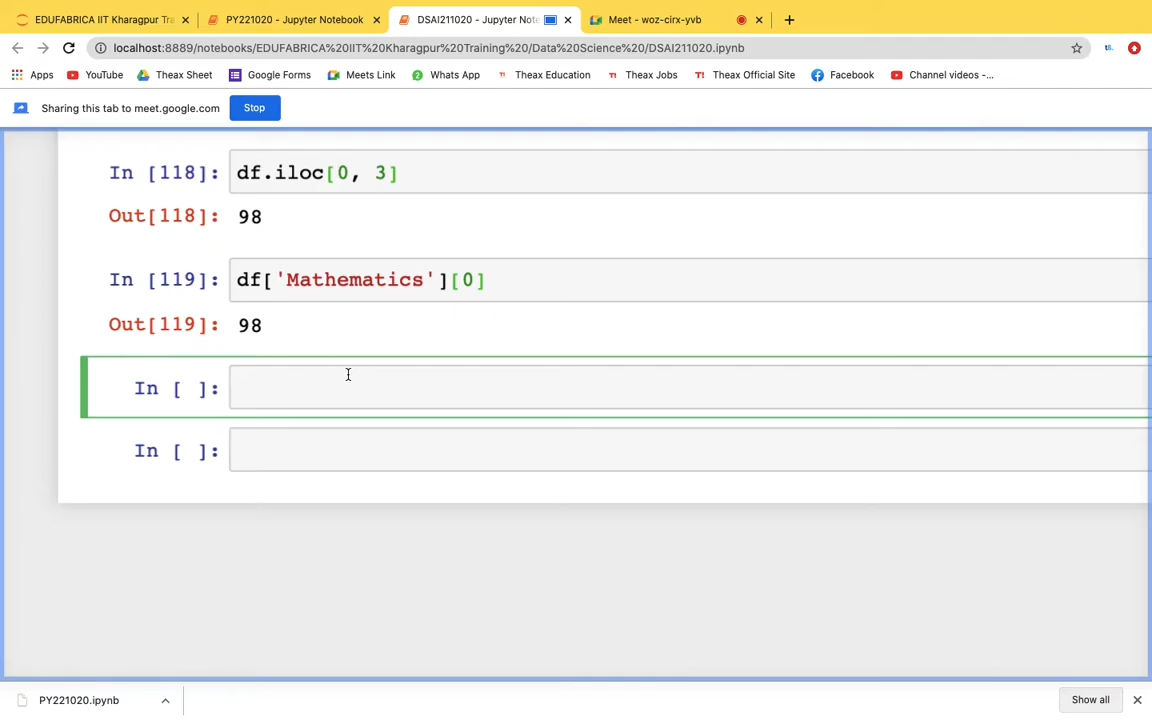 EDUFABRICA IIT Kharagpur Tra
PY221020 - Jupyter Notebook
DSAI211020 - Jupyter Note
Meet - woz-cirx-yvb
localhost:8889/notebooks/EDUFABRICA%20IIT%20Kharagpur%20Training%20/Data%20Science%20/DSAI211020.ipynb
Apps
YouTube
Theax Sheet
Google Forms
Meets Link
Whats App
Theax Education
Theax Jobs
Theax Official Site
Facebook
Channel videos -...
Sharing this tab to meet.google.com
Stop
In [118]: df.iloc[0, 3]
Out[118]: 98
In [119]: df['Mathematics'][0]
Out[119]: 98
In [ ]:
In [ ]:
PY221020.ipynb
Show all